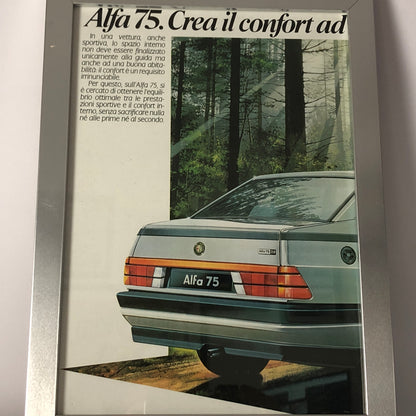 Alfa 75. Crea il confort ad
In una vettura, anche
sportiva, lo spazio interno
non deve essere finalizzato
unicamente alla guida ma
anche ad una buona abita-
bilità: il confort è un requisito
irrinunciabile.
Per questo, sull'Alfa 75, si
è cercato di ottenere l'equili-
brio ottimale tra le presta-
zioni sportive e il confort in-
terno, senza sacrificare nulla
né alle prime né al secondo.
Alfa 75